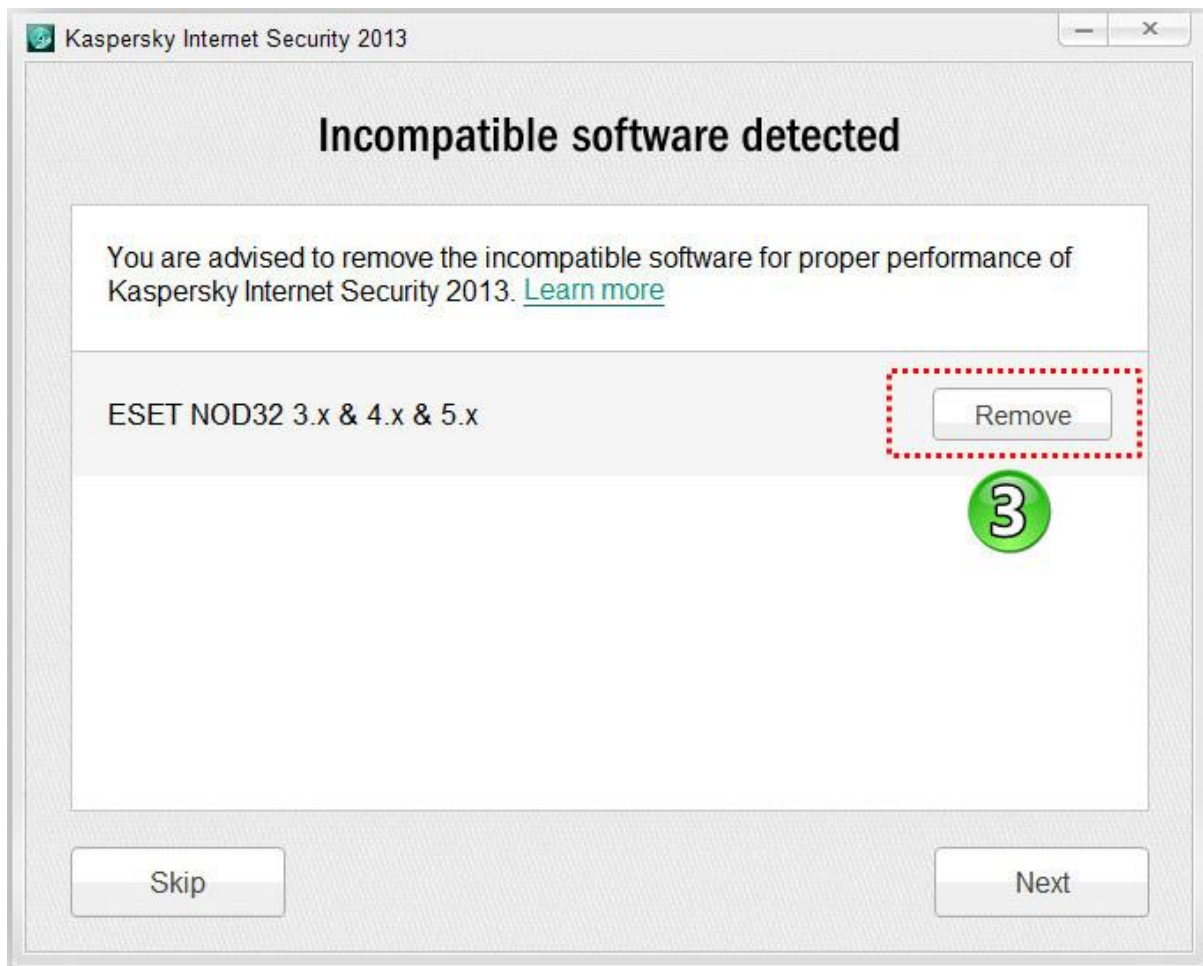 Kaspersky Internet Security 2013
Incompatible software detected
You are advised to remove the incompatible software for proper performance of
Kaspersky Internet Security 2013. Learn more
ESET NOD32 3.x & 4.x & 5.x
Remove
3
Skip
Next